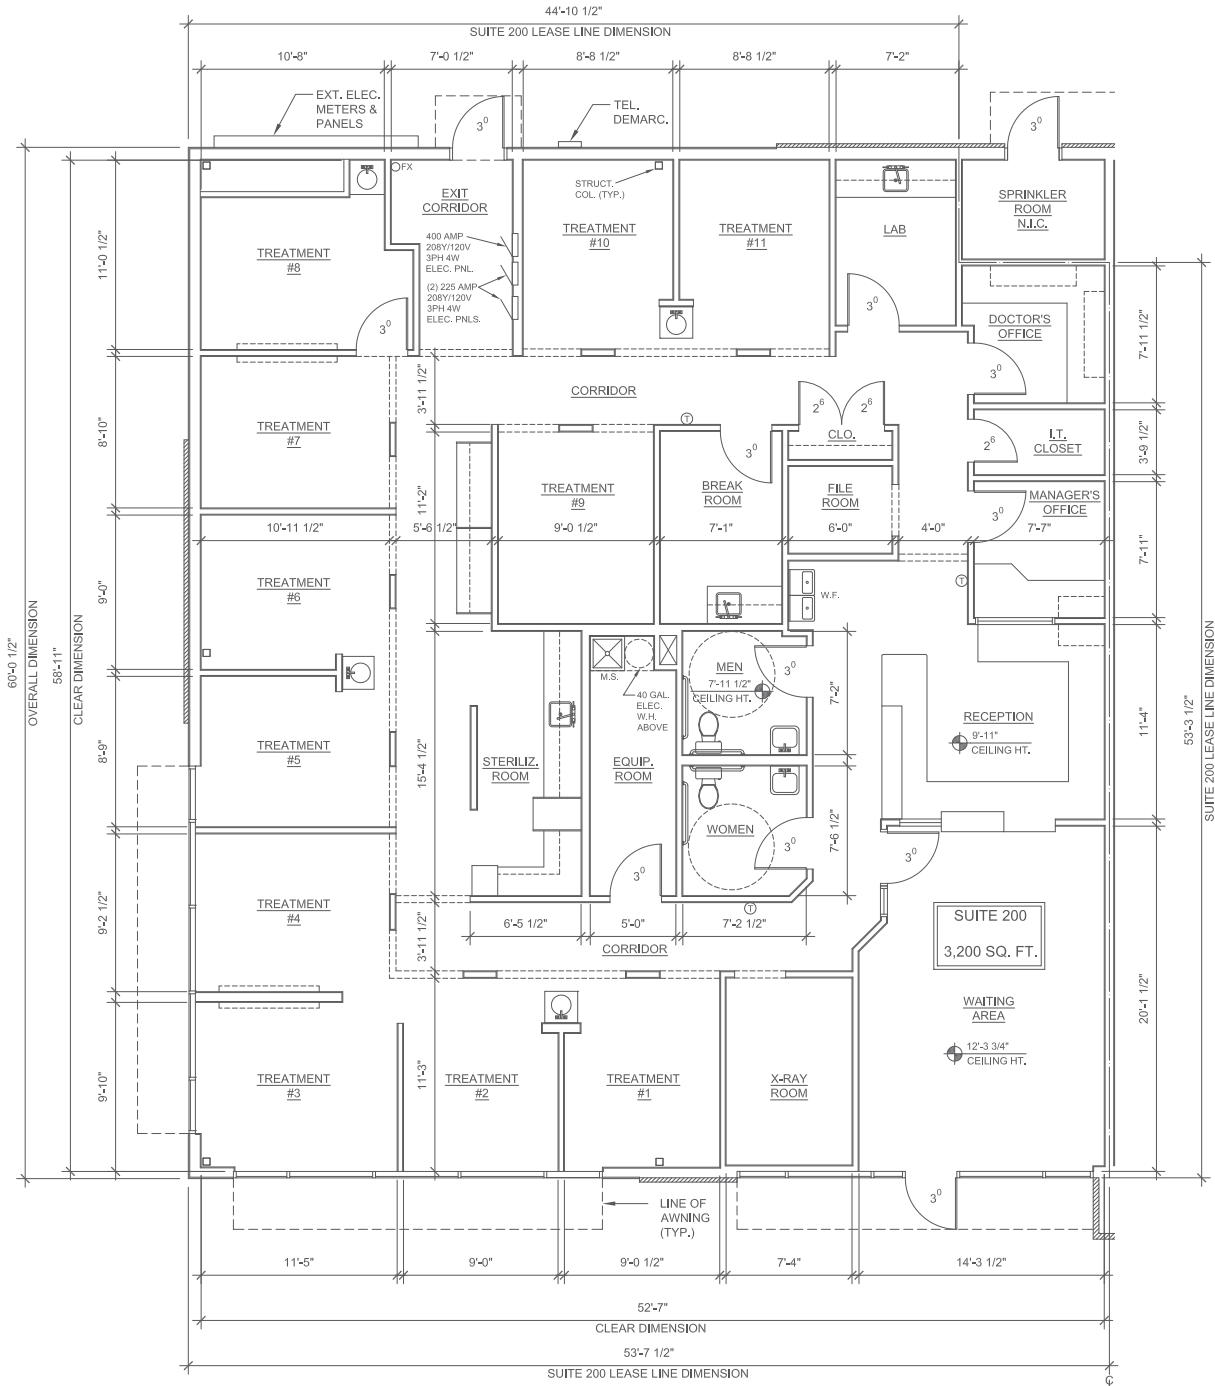 44'-10 1/2"
SUITE 200 LEASE LINE DIMENSION
10'-8"
7'-0 1/2"
8'-8 1/2"
8'-8 1/2"
7'-2"
EXT. ELEC.
METERS &
PANELS
TEL.
DEMARC.
3⁰
3⁰
FX
STRUCT.
COL. (TYP.)
EXIT
CORRIDOR
SPRINKLER
ROOM
N.I.C.
TREATMENT
#10
TREATMENT
#11
LAB
400 AMP
208Y/120V
3PH 4W
ELEC. PNL.
(2) 225 AMP
208Y/120V
3PH 4W
ELEC. PNLS.
TREATMENT
#8
11'-0 1/2"
3⁰
3⁰
DOCTOR'S
OFFICE
7'-11 1/2"
3⁰
3'-11 1/2"
CORRIDOR
2⁶
2⁶
T
CLO.
TREATMENT
#7
8'-10"
3⁰
2⁶
I.T.
CLOSET
3'-9 1/2"
11'-2"
TREATMENT
#9
BREAK
ROOM
FILE
ROOM
MANAGER'S
OFFICE
3⁰
10'-11 1/2"
5'-6 1/2"
9'-0 1/2"
7'-1"
6'-0"
4'-0"
7'-7"
7'-11"
TREATMENT
#6
9'-0"
T
W.F.
60'-0 1/2"
OVERALL DIMENSION
58'-11"
CLEAR DIMENSION
53'-3 1/2"
SUITE 200 LEASE LINE DIMENSION
M.S.
40 GAL.
ELEC.
W.H.
ABOVE
MEN
7'-11 1/2"
CEILING HT.
3⁰
7'-2"
11'-4"
RECEPTION
9'-11"
CEILING HT.
TREATMENT
#5
8'-9"
15'-4 1/2"
STERILIZ.
ROOM
EQUIP.
ROOM
WOMEN
3⁰
7'-6 1/2"
3⁰
3⁰
TREATMENT
#4
9'-2 1/2"
T
3'-11 1/2"
6'-5 1/2"
5'-0"
7'-2 1/2"
CORRIDOR
SUITE 200
3,200 SQ. FT.
20'-1 1/2"
WAITING
AREA
12'-3 3/4"
CEILING HT.
9'-10"
TREATMENT
#3
11'-3"
TREATMENT
#2
TREATMENT
#1
X-RAY
ROOM
3⁰
LINE OF
AWNING
(TYP.)
11'-5"
9'-0"
9'-0 1/2"
7'-4"
14'-3 1/2"
52'-7"
CLEAR DIMENSION
53'-7 1/2"
SUITE 200 LEASE LINE DIMENSION
℄